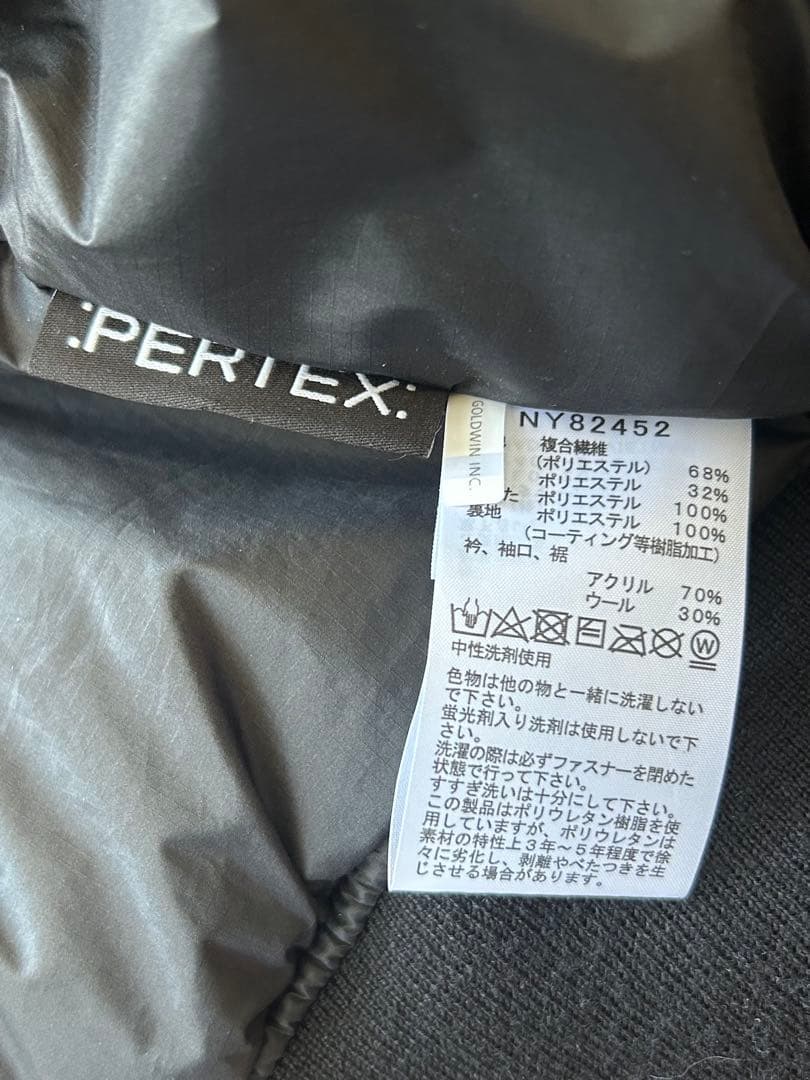 :PERTEX:
GOLDWIN INC.
NY82452
複合繊維
(ポリエステル) 68%
ポリエステル 32%
た ポリエステル 100%
裏地 ポリエステル 100%
(コーティング等樹脂加工)
衿、袖口、裾
アクリル 70%
ウール 30%
W
中性洗剤使用
色物は他の物と一緒に洗濯しない
で下さい。
蛍光剤入り洗剤は使用しないで下
さい。
洗濯の際は必ずファスナーを閉めた
状態で行って下さい。
すすぎ洗いは十分にして下さい。
この製品はポリウレタン樹脂を使
用していますが、ポリウレタンは
素材の特性上3年～5年程度で徐
々に劣化し、剥離やべたつきを生
じさせる場合があります。